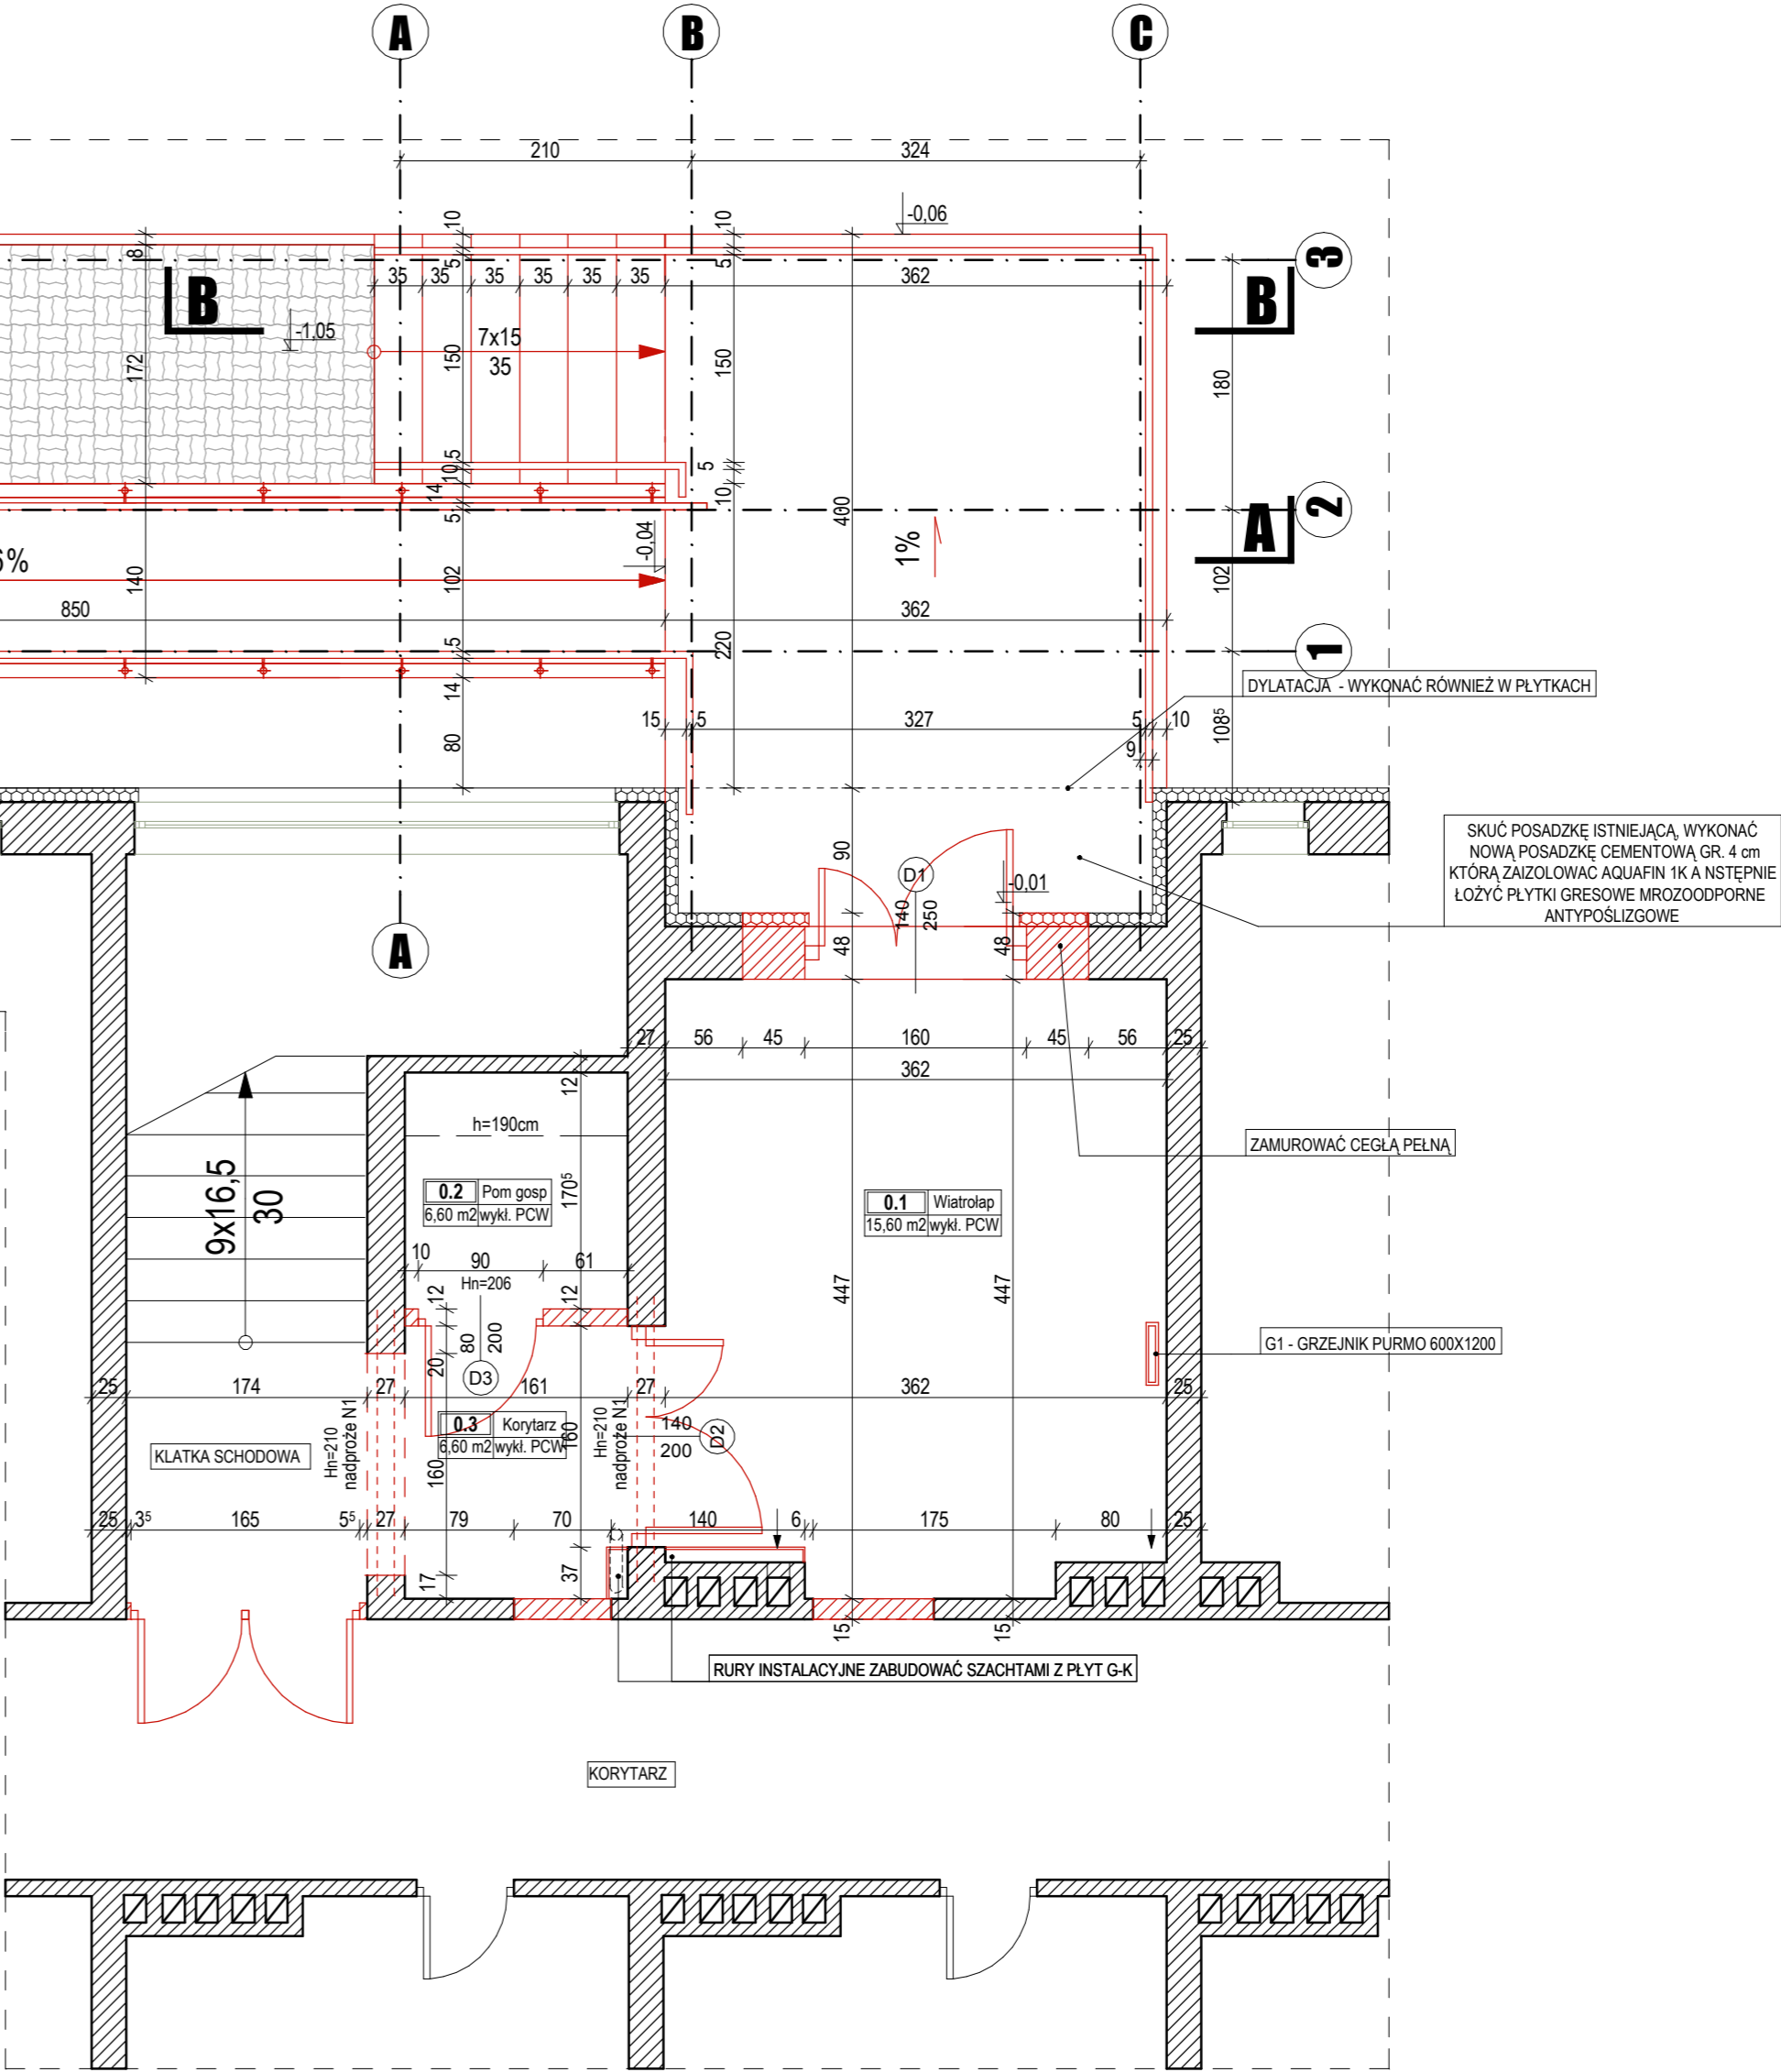 A
B
C
210
324
-0,06
10
10
8
5
5
3
35
35
35
35
35
35
362
B
B
-1,05
7x15
35
172
150
150
180
5
10
14
5
5
10
400
A
2
-0,04
1%
6%
140
102
102
850
362
5
220
1
DYLATACJA - WYKONAĆ RÓWNIEŻ W PŁYTKACH
14
15
5
327
5
10
80
9
108⁵
SKUĆ POSADZKĘ ISTNIEJĄCĄ, WYKONAĆ
NOWĄ POSADZKĘ CEMENTOWĄ GR. 4 cm
KTÓRĄ ZAIZOLOWAC AQUAFIN 1K A NSTĘPNIE
ŁOŻYĆ PŁYTKI GRESOWE MROZOODPORNE
ANTYPOŚLIZGOWE
90
D1
140
250
-0,01
A
48
48
27
56
45
160
45
56
25
362
12
h=190cm
ZAMUROWAĆ CEGŁĄ PEŁNĄ
9x16,5
30
0.2 Pom gosp
6,60 m2 wykł. PCW
170⁵
0.1 Wiatrołap
15,60 m2 wykł. PCW
10
90
61
Hn=206
12
12
447
447
80
200
20
D3
G1 - GRZEJNIK PURMO 600X1200
25
174
27
161
27
362
25
0.3 Korytarz
6,60 m2 wykł. PCW
160
160
Hn=210
nadproże N1
Hn=210
nadproże N1
140
200
D2
KLATKA SCHODOWA
25
3⁵
165
5⁵
27
79
70
140
6
175
80
25
17
37
15
15
RURY INSTALACYJNE ZABUDOWAĆ SZACHTAMI Z PŁYT G-K
KORYTARZ